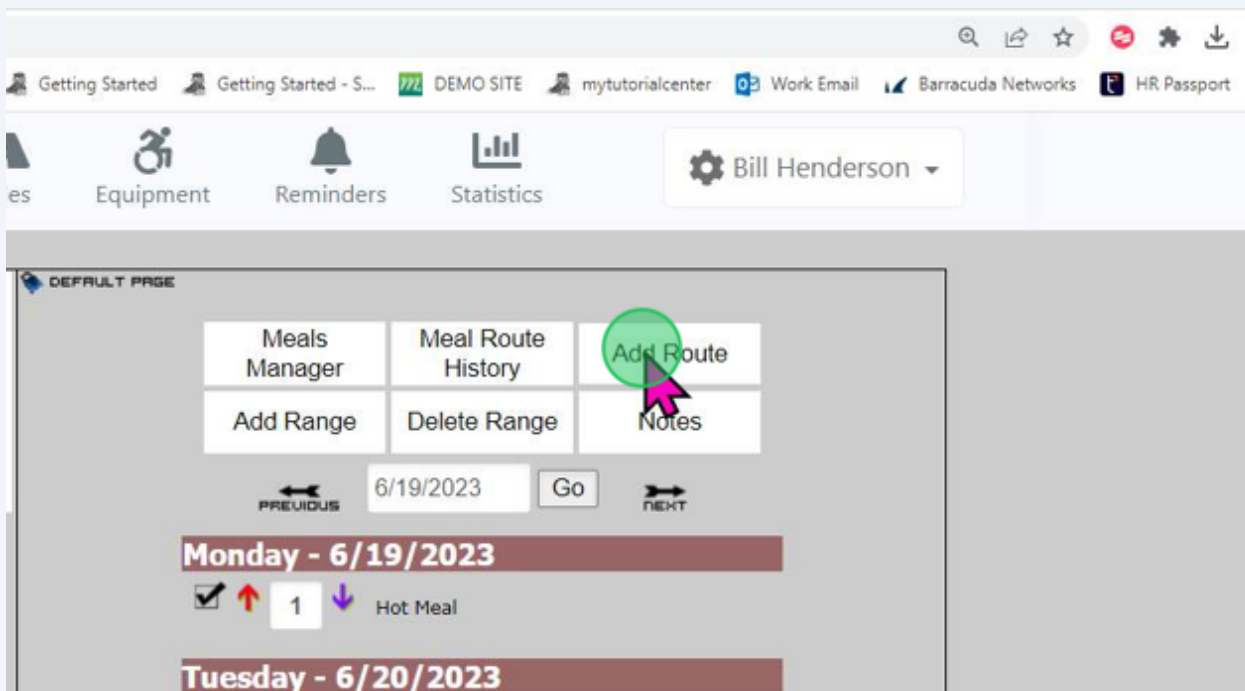 Getting Started Getting Started - S... DEMO SITE mytutorialcenter Work Email Barracuda Networks HR Passport
es Equipment Reminders Statistics Bill Henderson
DEFAULT PAGE
Meals Manager
Meal Route History
Add Route
Add Range Delete Range Notes
PREVIOUS 6/19/2023 Go NEXT
Monday - 6/19/2023
1 Hot Meal
Tuesday - 6/20/2023